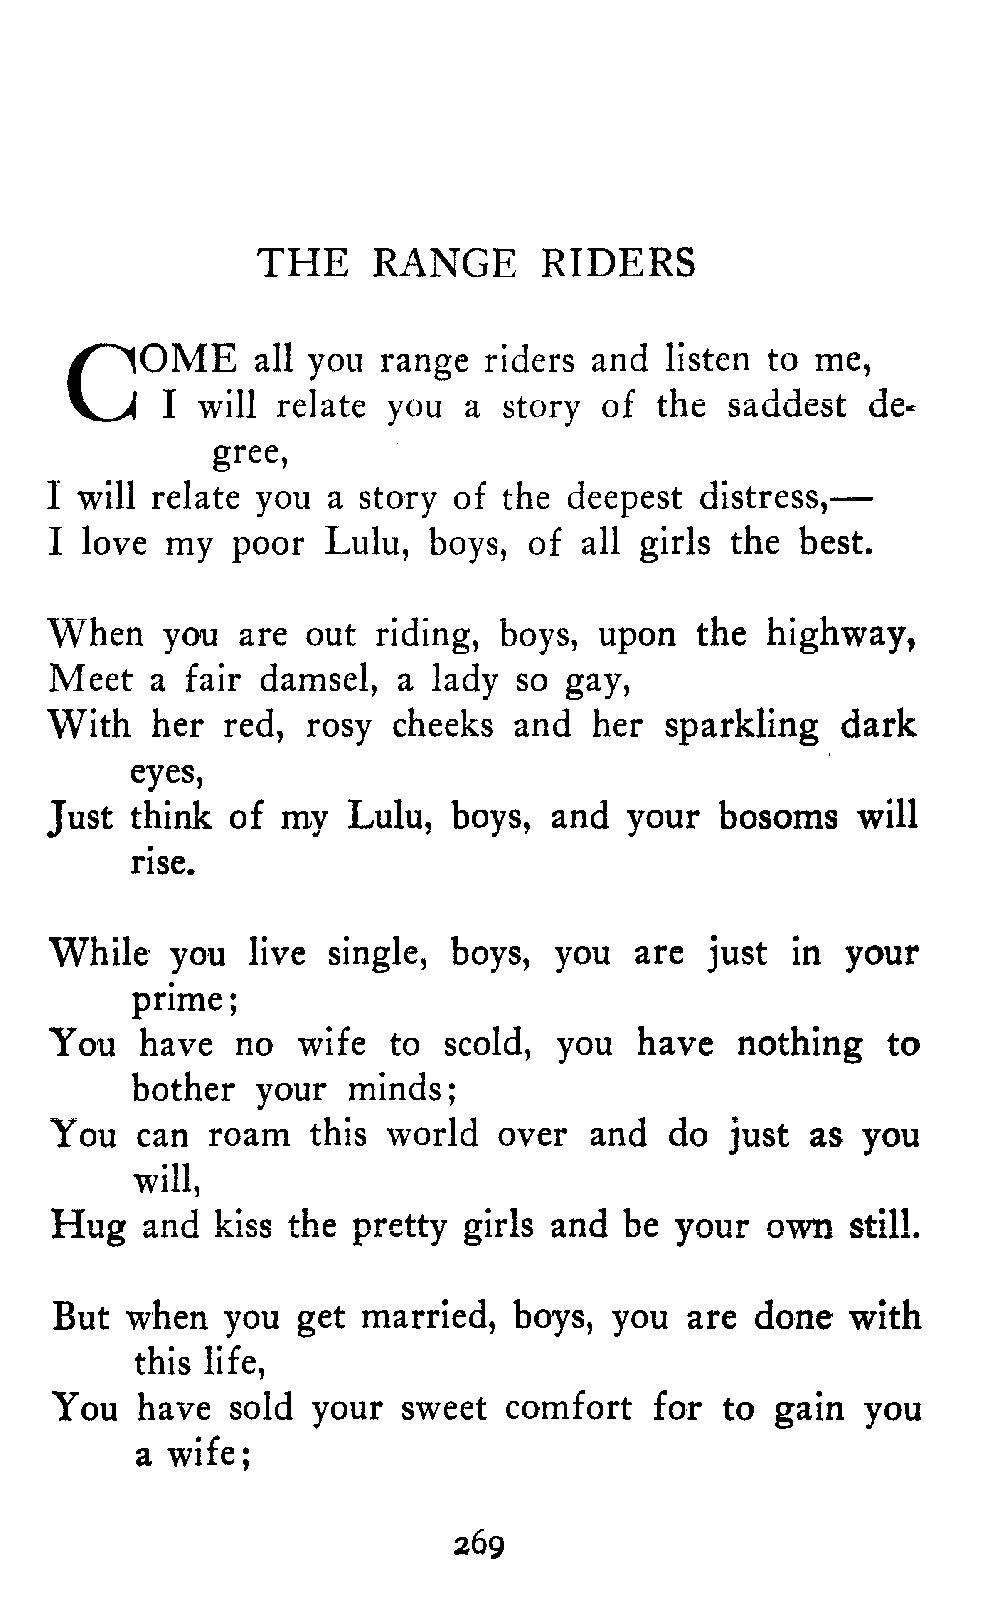 THE RANGE RIDERS
COME all you range riders and listen to me,
I will relate you a story of the saddest de-
gree,
I will relate you a story of the deepest distress,—
I love my poor Lulu, boys, of all girls the best.
When you are out riding, boys, upon the highway,
Meet a fair damsel, a lady so gay,
With her red, rosy cheeks and her sparkling dark
eyes,
Just think of my Lulu, boys, and your bosoms will
rise.
While you live single, boys, you are just in your
prime;
You have no wife to scold, you have nothing to
bother your minds;
You can roam this world over and do just as you
will,
Hug and kiss the pretty girls and be your own still.
But when you get married, boys, you are done with
this life,
You have sold your sweet comfort for to gain you
a wife;
269